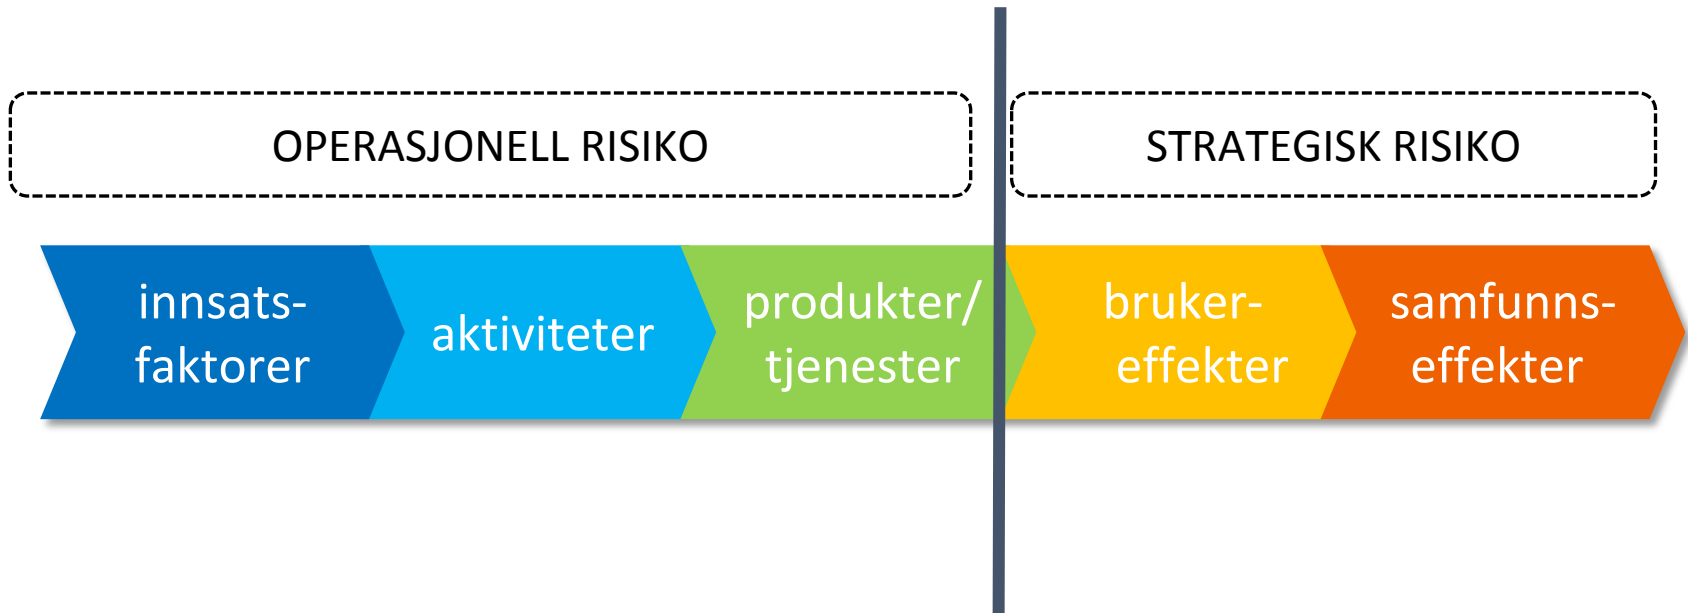 OPERASJONELL RISIKO
STRATEGISK RISIKO
innsats-
faktorer
aktiviteter
produkter/
tjenester
bruker-
effekter
samfunns-
effekter